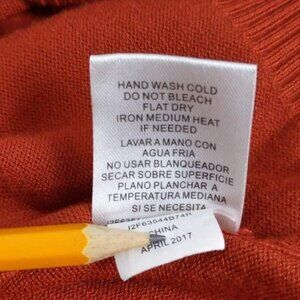 HAND WASH COLD
DO NOT BLEACH
FLAT DRY
IRON MEDIUM HEAT
IF NEEDED
LAVAR A MANO CON
AGUA FRIA
NO USAR BLANQUEADOR
SECAR SOBRE SUPERFICIE
PLANO PLANCHAR A
TEMPERATURA MEDIANA
SI SE NECESITA
CHINA
APRIL 2017